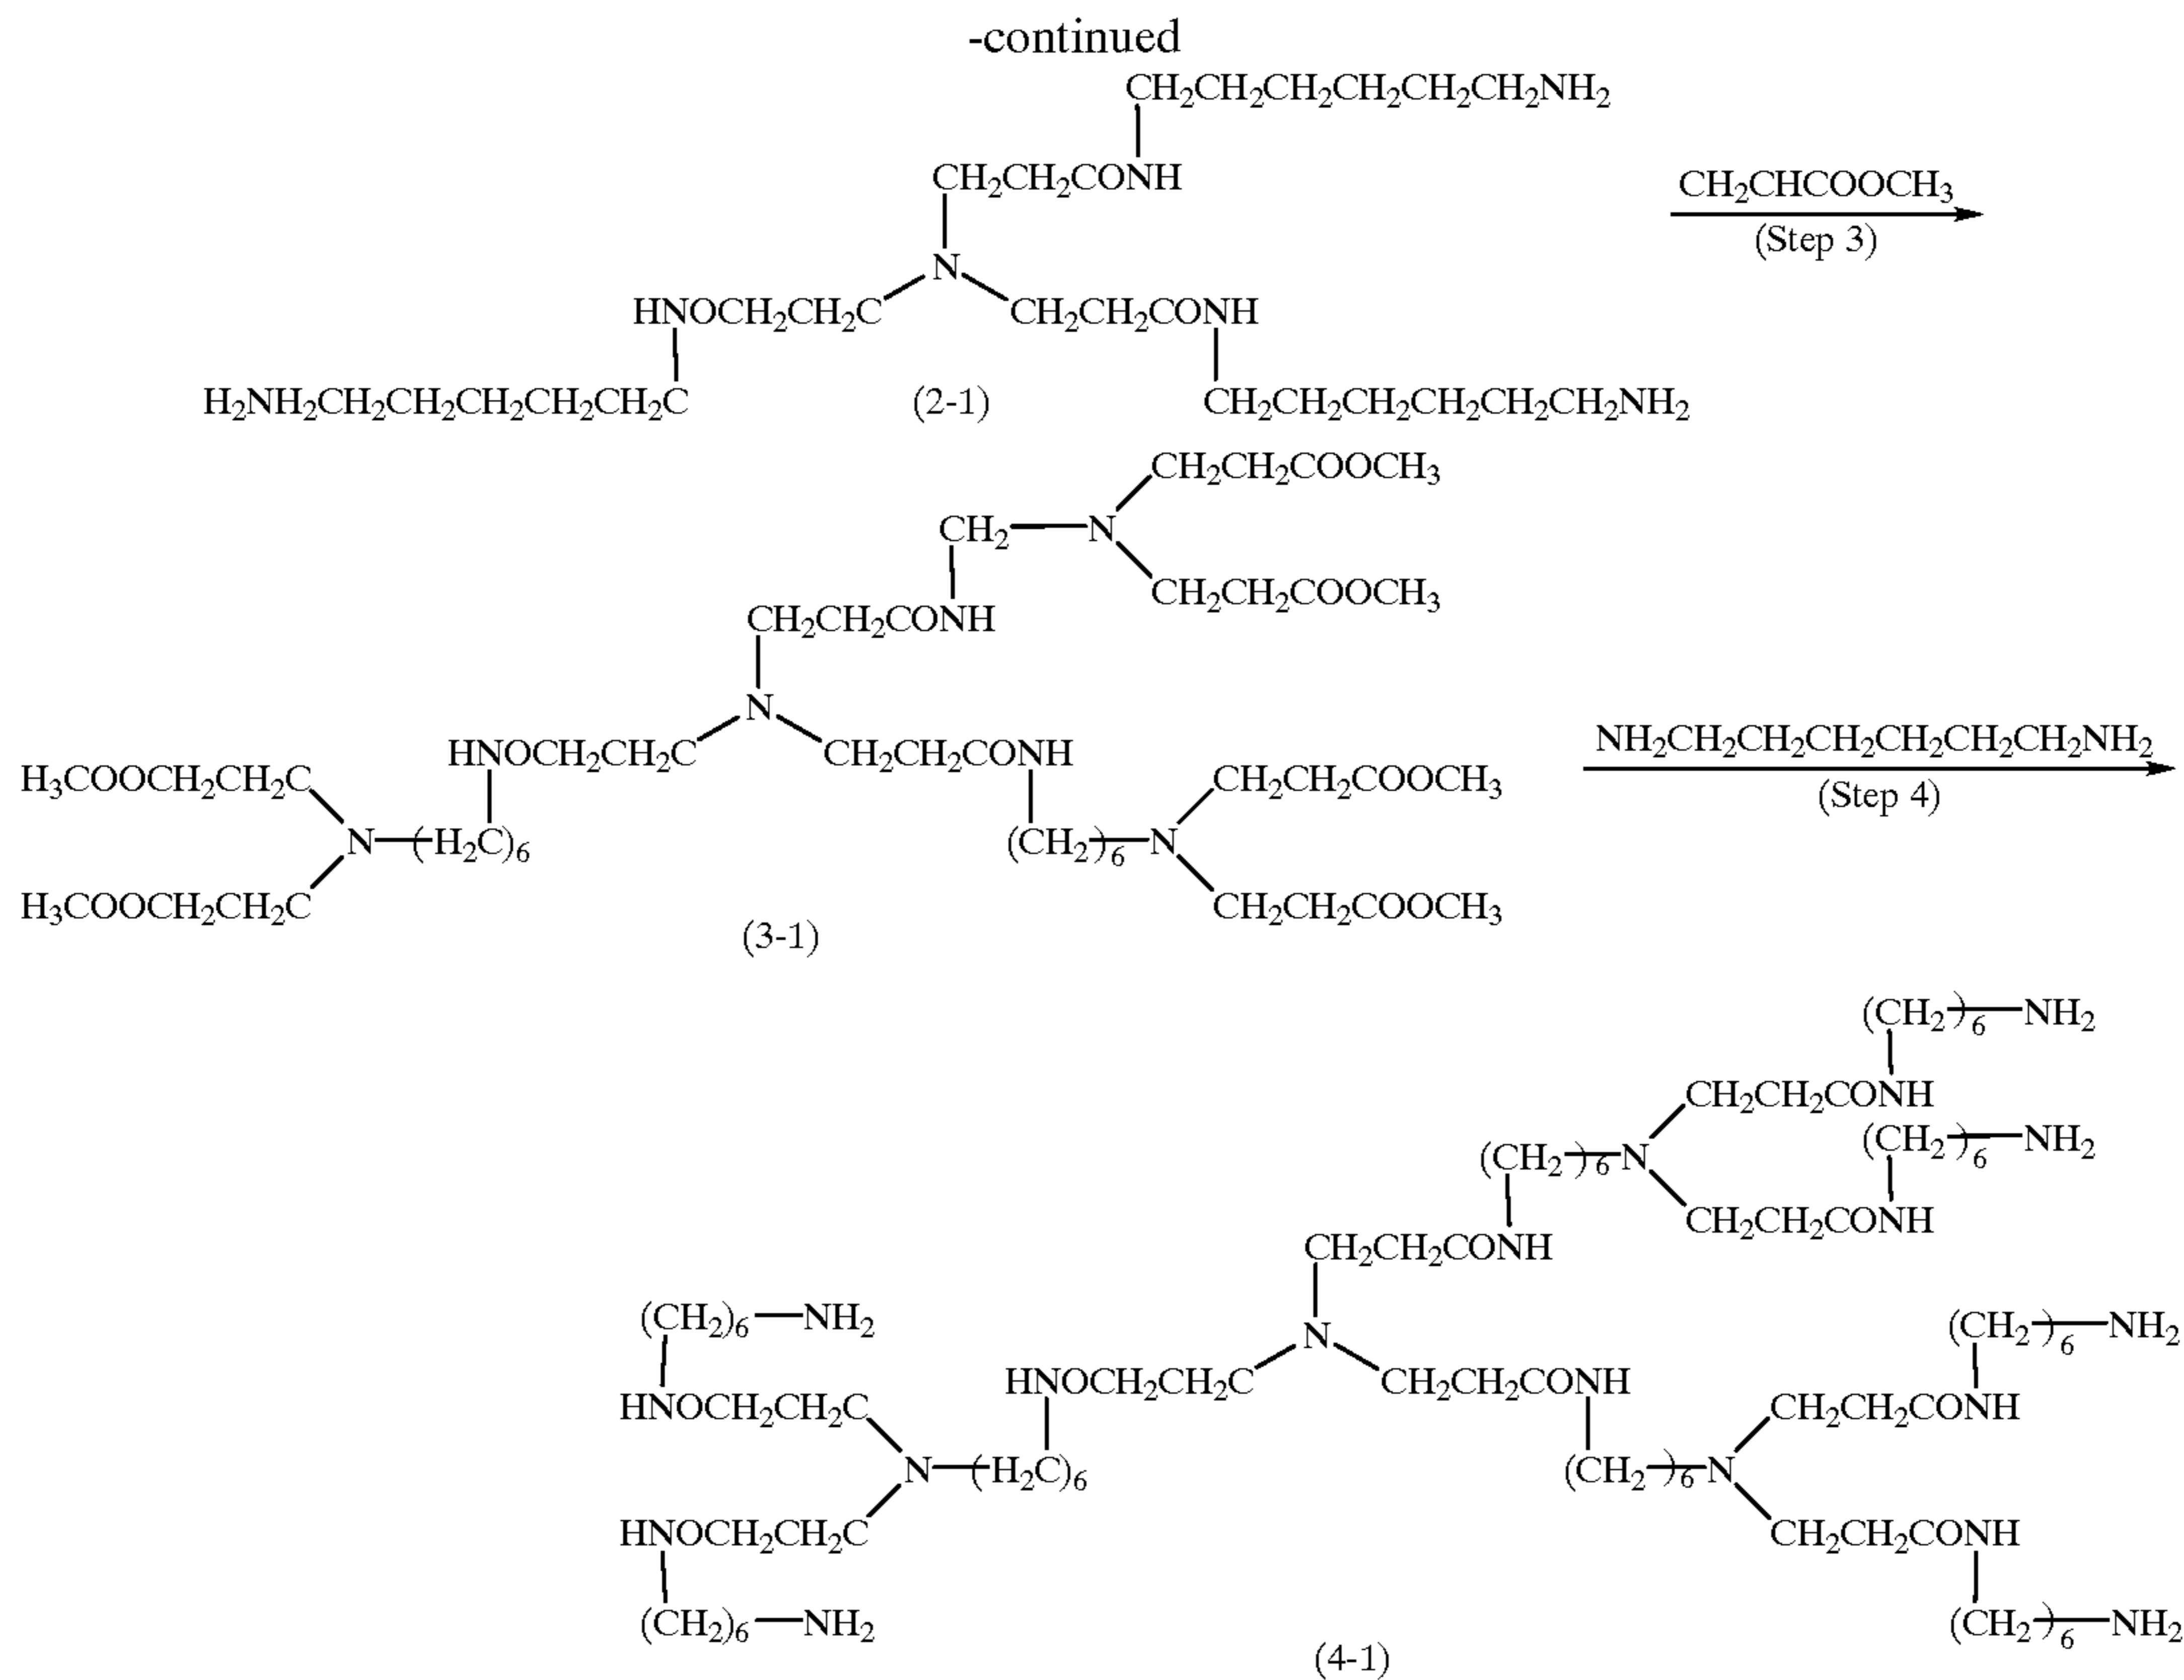 -continued
CH₂CH₂CH₂CH₂CH₂CH₂NH₂
CH₂CH₂CONH
CH₂CHCOOCH₃
(Step 3)
N
HNOCH₂CH₂C
CH₂CH₂CONH
H₂NH₂CH₂CH₂CH₂CH₂CH₂C
(2-1)
CH₂CH₂CH₂CH₂CH₂CH₂NH₂
CH₂CH₂COOCH₃
CH₂
N
CH₂CH₂COOCH₃
CH₂CH₂CONH
N
NH₂CH₂CH₂CH₂CH₂CH₂CH₂NH₂
(Step 4)
HNOCH₂CH₂C
CH₂CH₂CONH
H₃COOCH₂CH₂C
CH₂CH₂COOCH₃
N
(H₂C)₆
(CH₂)₆
N
H₃COOCH₂CH₂C
CH₂CH₂COOCH₃
(3-1)
(CH₂)₆
NH₂
CH₂CH₂CONH
(CH₂)₆
NH₂
(CH₂)₆
N
CH₂CH₂CONH
CH₂CH₂CONH
(CH₂)₆
NH₂
N
(CH₂)₆
NH₂
HNOCH₂CH₂C
CH₂CH₂CONH
HNOCH₂CH₂C
CH₂CH₂CONH
N
(H₂C)₆
(CH₂)₆
N
HNOCH₂CH₂C
CH₂CH₂CONH
(CH₂)₆
NH₂
(CH₂)₆
NH₂
(4-1)